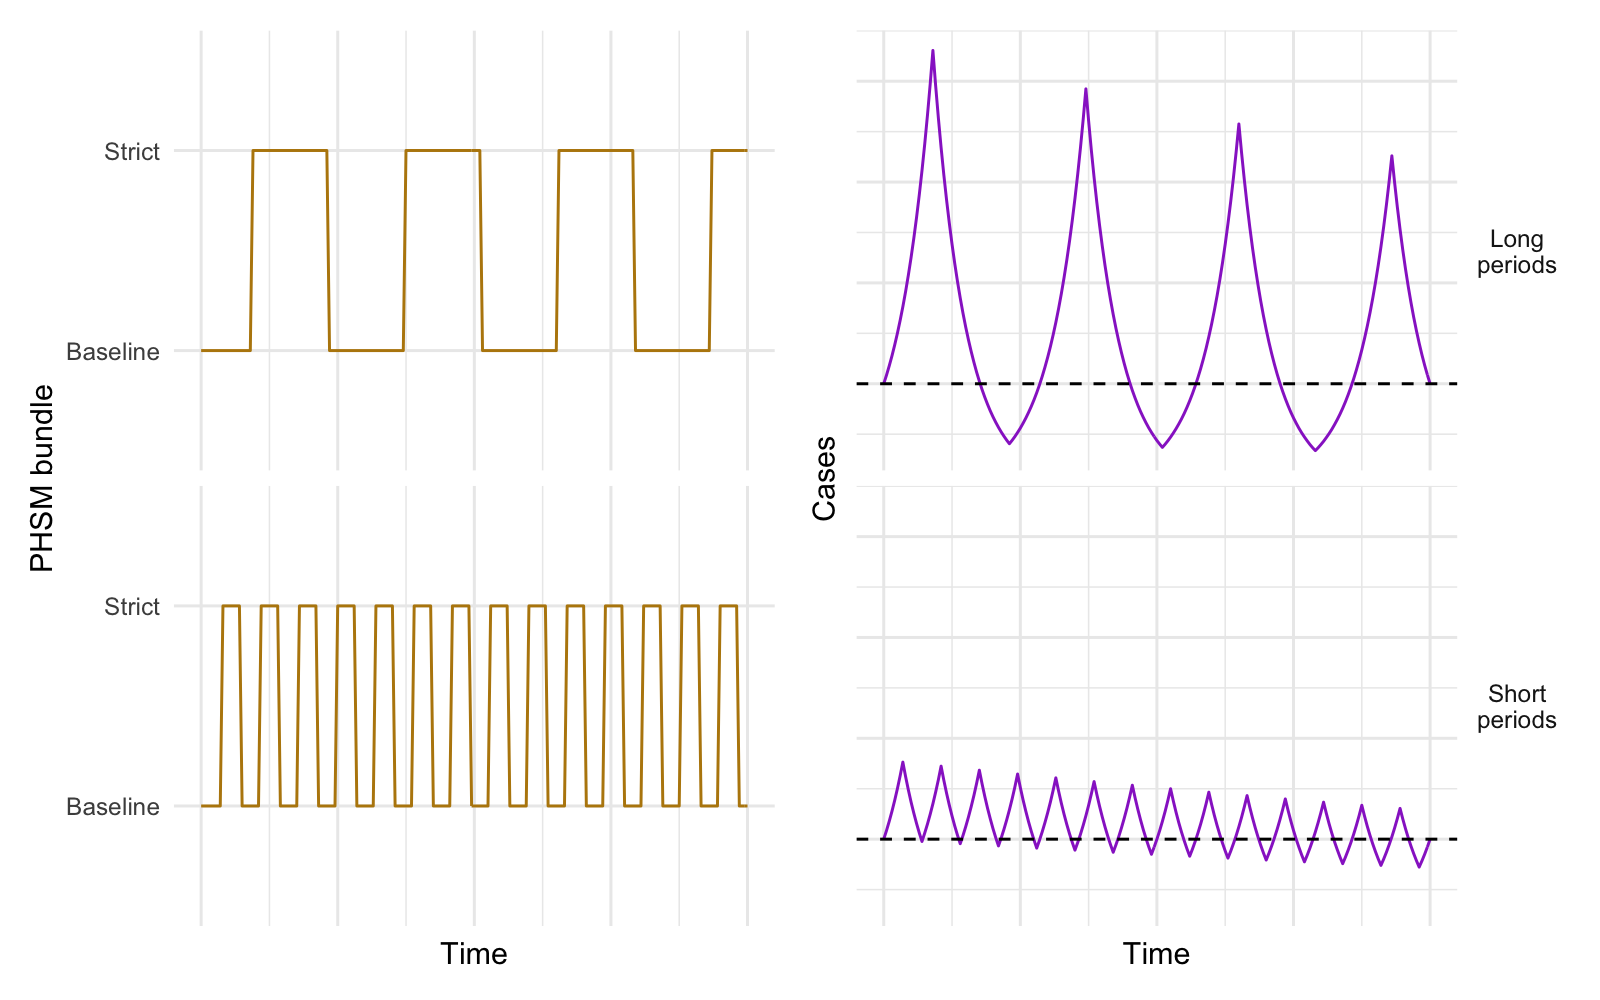 PHSM bundle
Strict
Baseline
Strict
Baseline
Time
Cases
Long
periods
Short
periods
Time